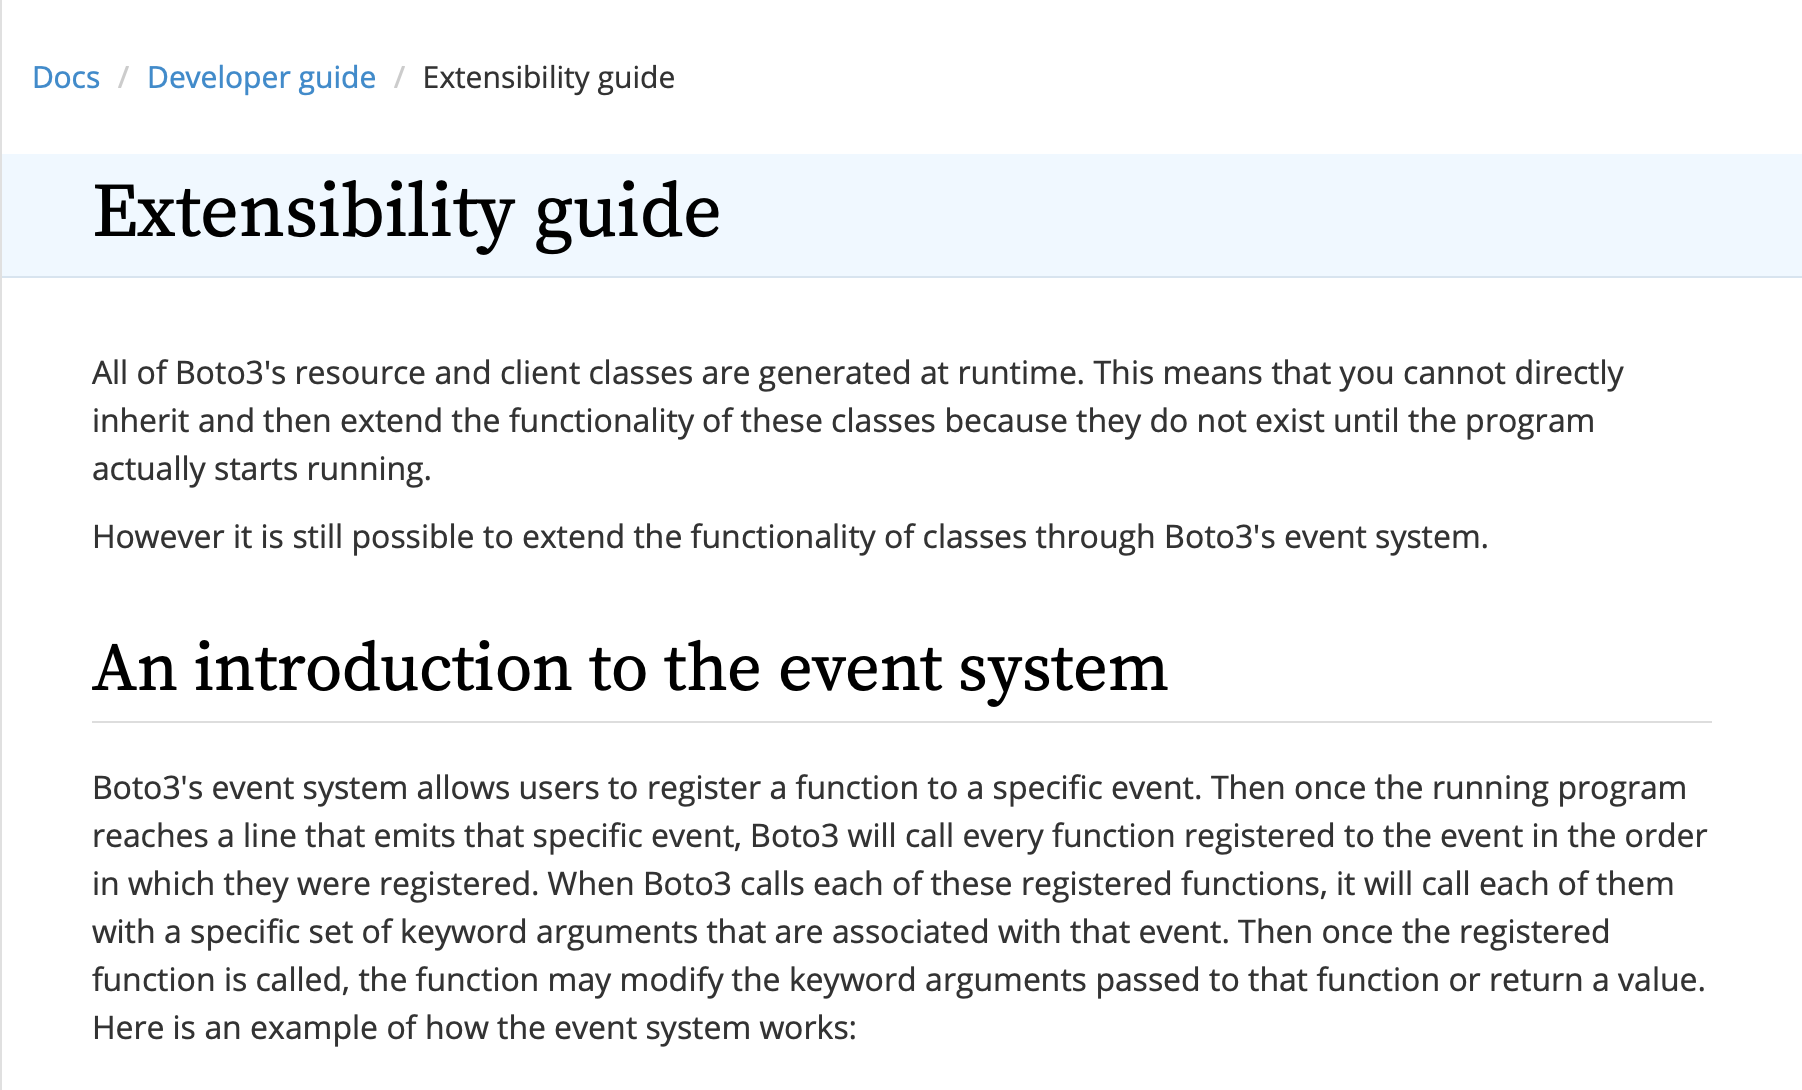 Docs / Developer guide / Extensibility guide
Extensibility guide
All of Boto3's resource and client classes are generated at runtime. This means that you cannot directly
inherit and then extend the functionality of these classes because they do not exist until the program
actually starts running.
However it is still possible to extend the functionality of classes through Boto3's event system.
An introduction to the event system
Boto3's event system allows users to register a function to a specific event. Then once the running program
reaches a line that emits that specific event, Boto3 will call every function registered to the event in the order
in which they were registered. When Boto3 calls each of these registered functions, it will call each of them
with a specific set of keyword arguments that are associated with that event. Then once the registered
function is called, the function may modify the keyword arguments passed to that function or return a value.
Here is an example of how the event system works: